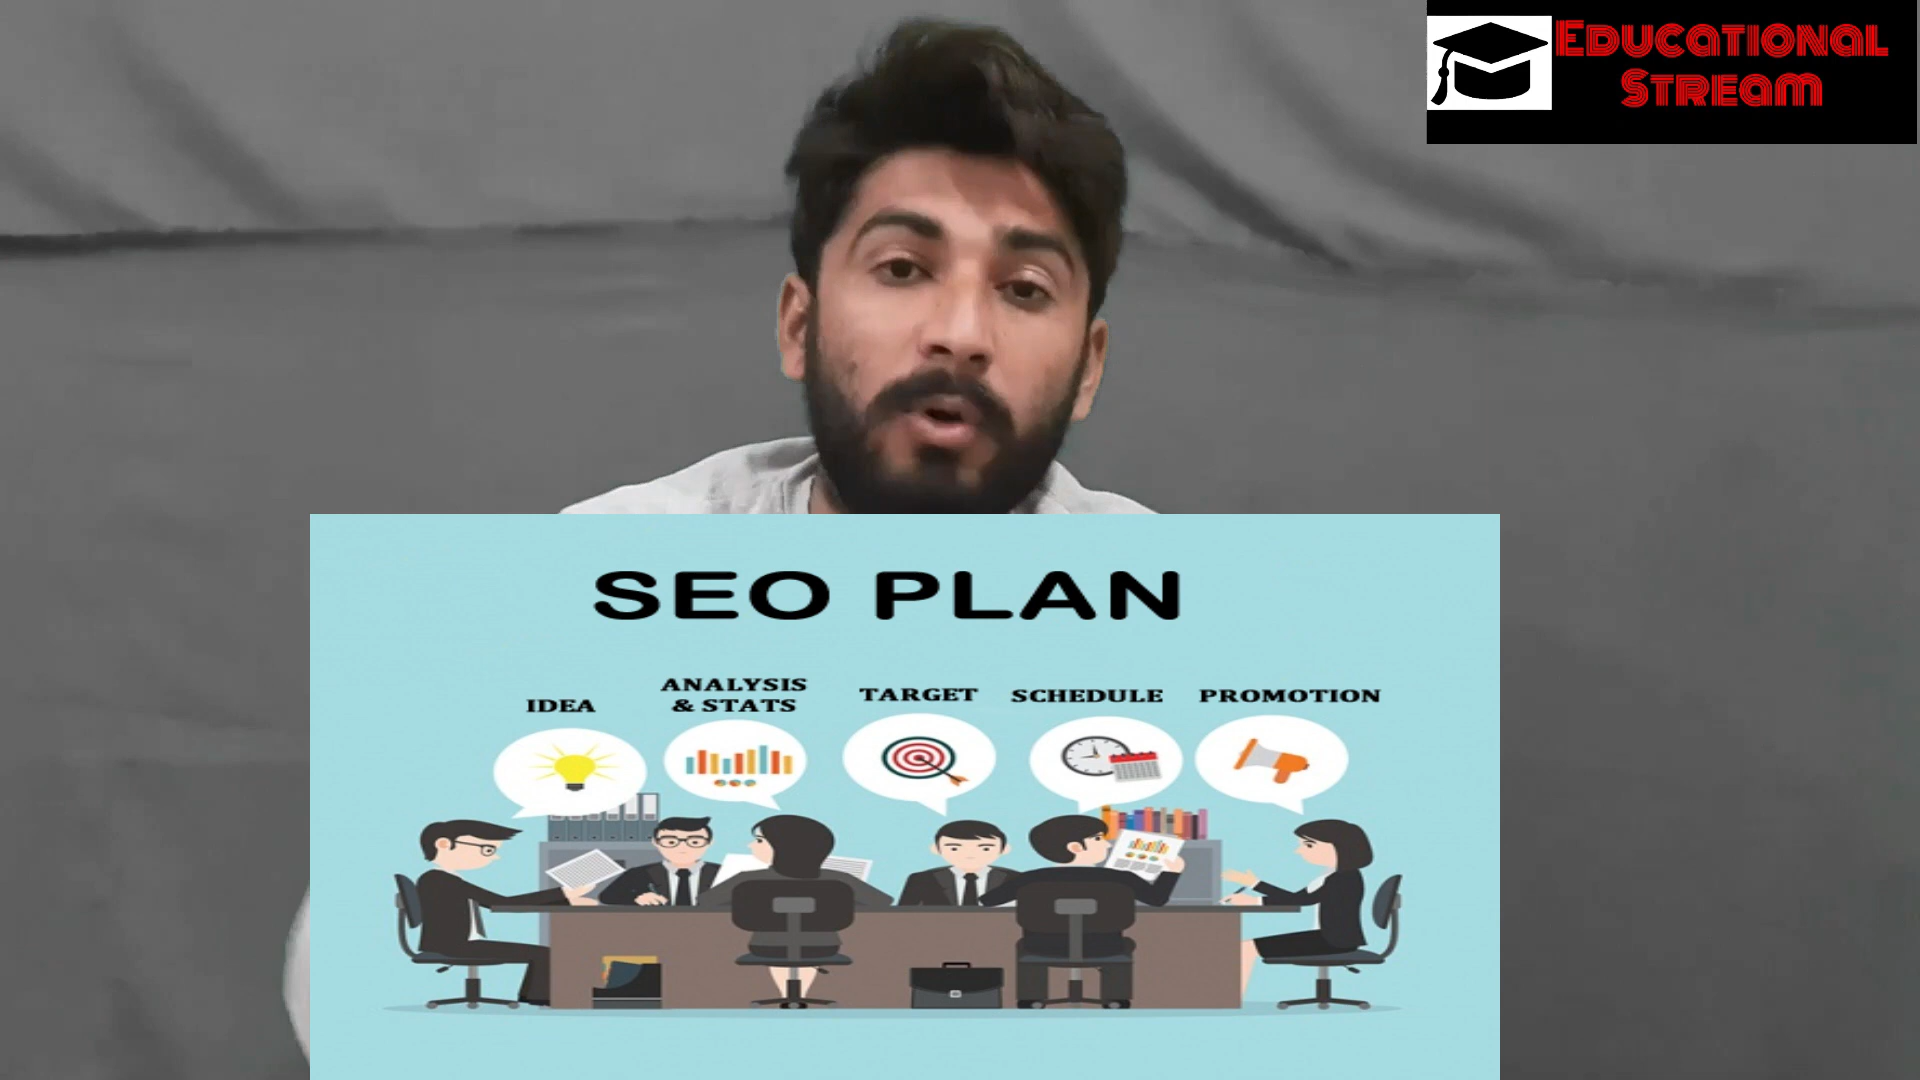 Educational
Stream
SEO PLAN
IDEA
ANALYSIS
& STATS
TARGET
SCHEDULE
PROMOTION